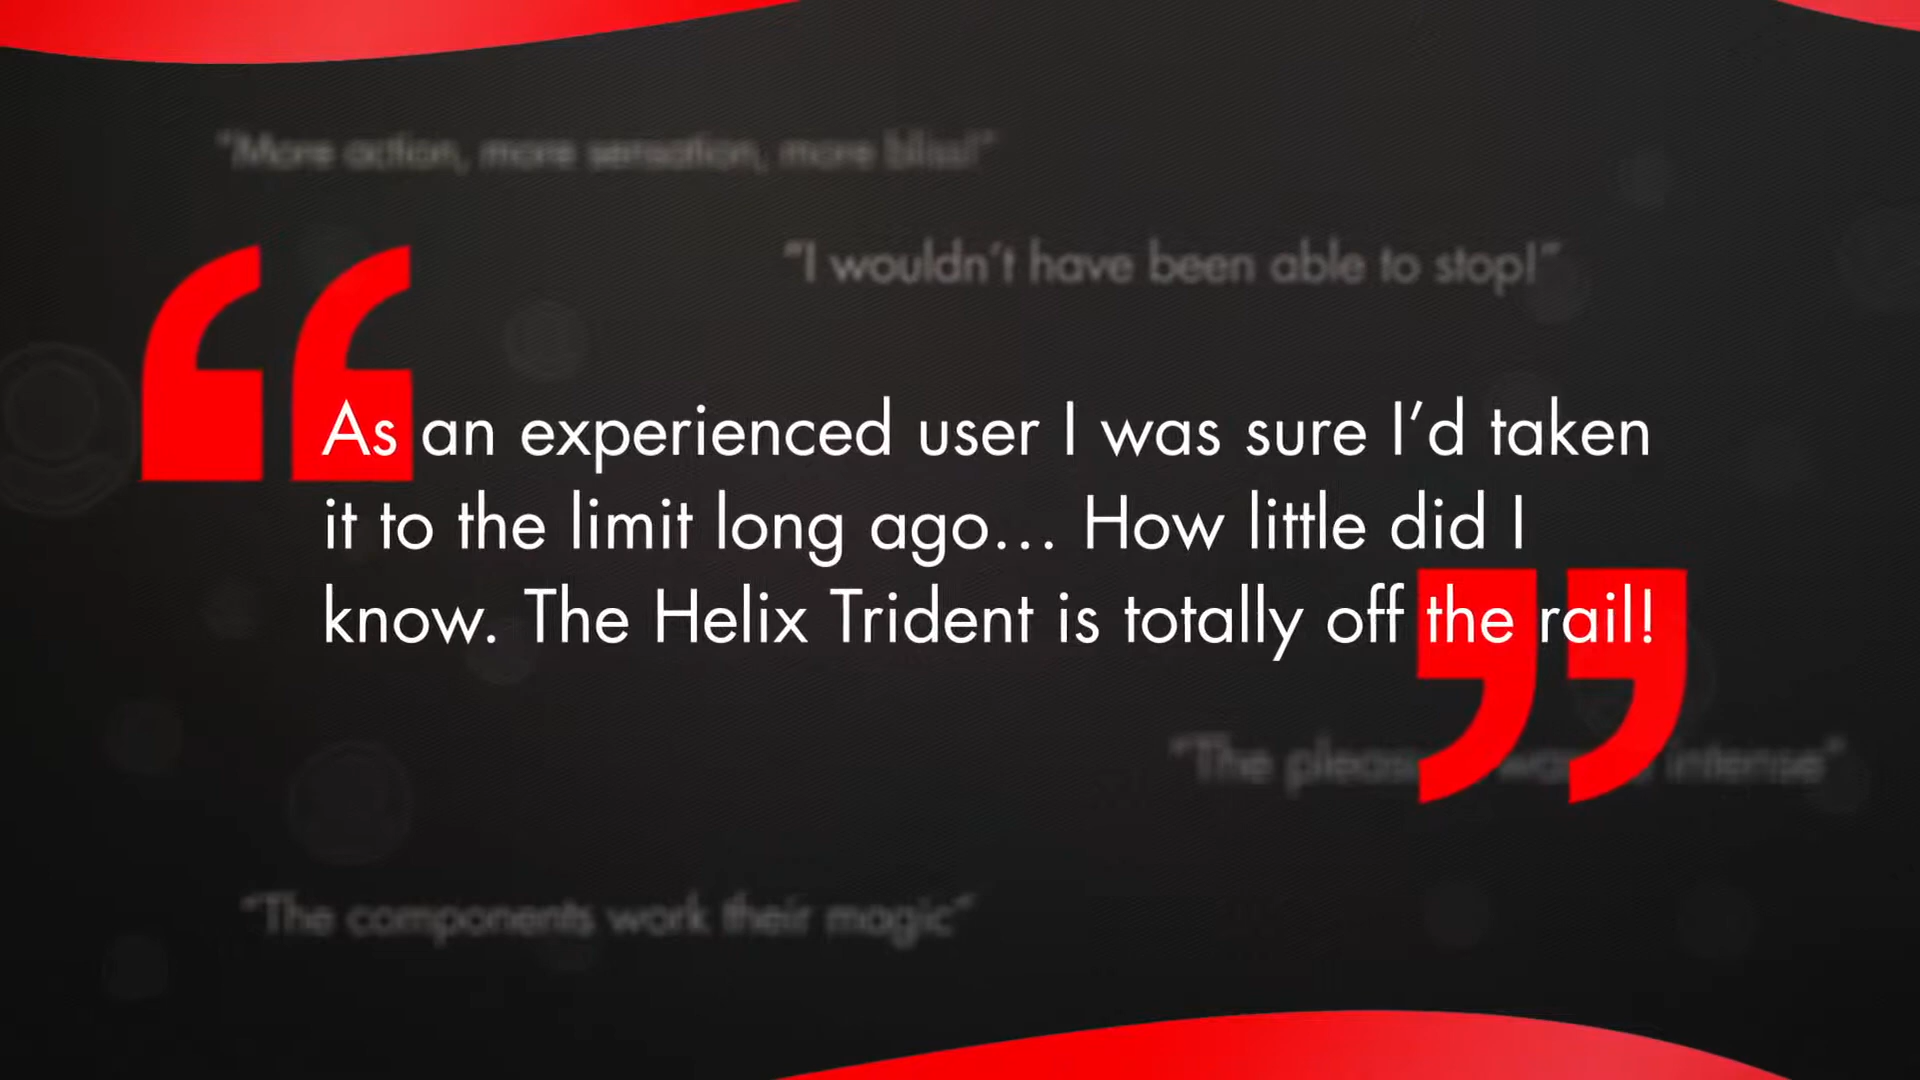 “More action, more sensation, more bliss!”
“I wouldn’t have been able to stop!”
“
As an experienced user I was sure I’d taken
it to the limit long ago… How little did I
know. The Helix Trident is totally off the rail!
”
“The intense”
“The components work their magic”